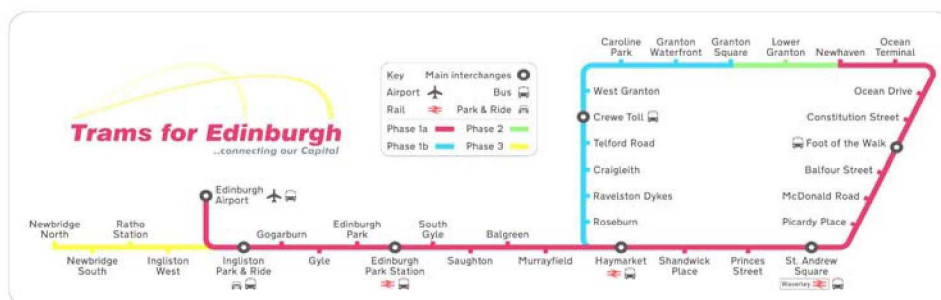 Trams for Edinburgh
..connecting our Capital
Key
Main interchanges
Airport
Bus
Rail
Park & Ride
Phase 1a
Phase 2
Phase 1b
Phase 3
Caroline
Park
Granton
Waterfront
Granton
Square
Lower
Granton
Newhaven
Ocean
Terminal
West Granton
Crewe Toll
Telford Road
Craigleith
Ravelston Dykes
Roseburn
Ocean Drive
Constitution Street
Foot of the Walk
Balfour Street
McDonald Road
Picardy Place
Edinburgh
Airport
Newbridge
North
Newbridge
South
Ratho
Station
Ingliston
West
Ingliston
Park & Ride
Gogarburn
Gyle
Edinburgh
Park
Edinburgh
Park Station
South
Gyle
Saughton
Balgreen
Murrayfield
Haymarket
Shandwick
Place
Princes
Street
St. Andrew
Square
Waverley